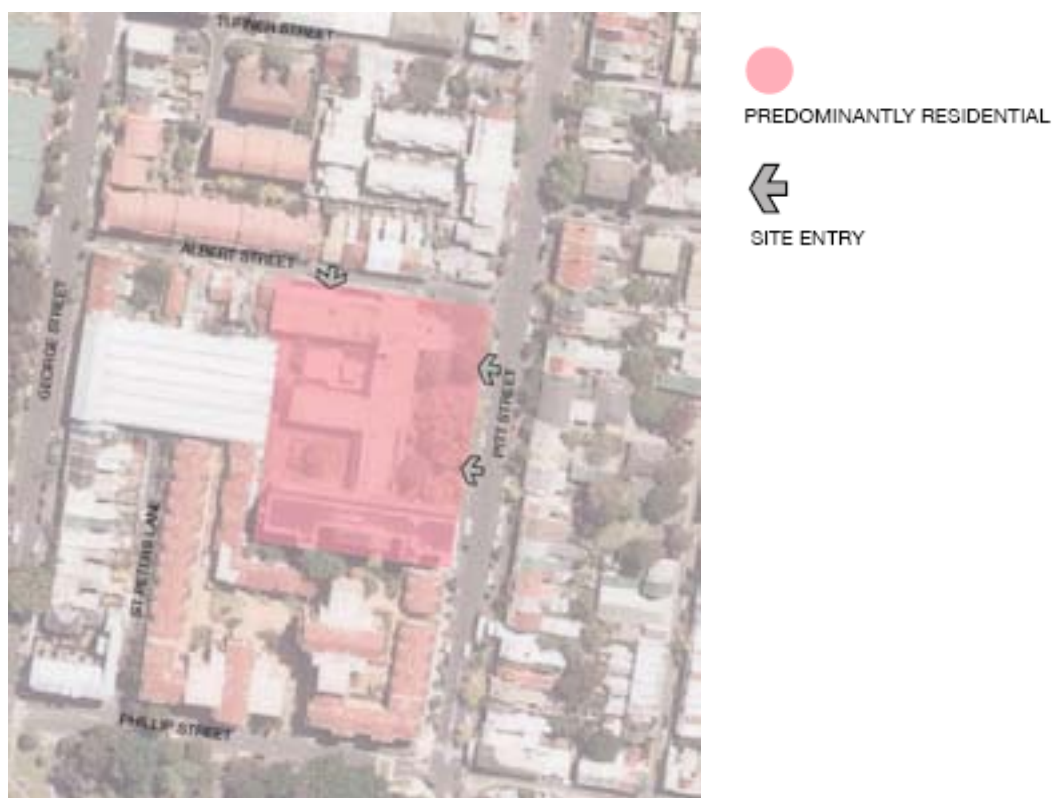 TURNER STREET
PREDOMINANTLY RESIDENTIAL
SITE ENTRY
ALBERT STREET
GEORGE STREET
PITT STREET
ST PETERS LANE
PHILLIP STREET